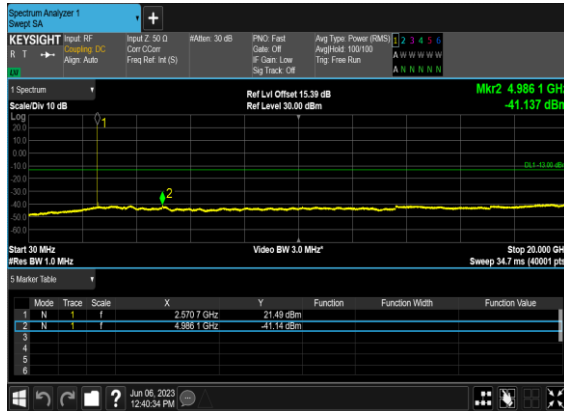 Spectrum Analyzer 1
Swept SA
+
KEYSIGHT Input: RF Input Z: 50 Ω #Atten: 30 dB PNO: Fast Avg Type: Power (RMS) 1 2 3 4 5 6
R T Coupling: DC Corr CCorr Gate: Off Avg|Hold: 100/100 A W W W W W
Align: Auto Freq Ref: Int (S) IF Gain: Low Trig: Free Run
Sig Track: Off A N N N N N
1 Spectrum Ref Lvl Offset 15.39 dB Mkr2 4.986 1 GHz
Scale/Div 10 dB Ref Level 30.00 dBm -41.137 dBm
Log
20.0
10.0
0.00
-10.0
-20.0
-30.0
-40.0
-50.0
-60.0
1
2
DL1 -13.00 dBm
Start 30 MHz Video BW 3.0 MHz* Stop 20.000 GH
#Res BW 1.0 MHz Sweep 34.7 ms (40001 pts
5 Marker Table
Mode Trace Scale X Y Function Function Width Function Value
1 N 1 f 2.570 7 GHz 21.49 dBm
2 N 1 f 4.986 1 GHz -41.14 dBm
3
4
5
6
?
Jun 06, 2023
12:40:34 PM